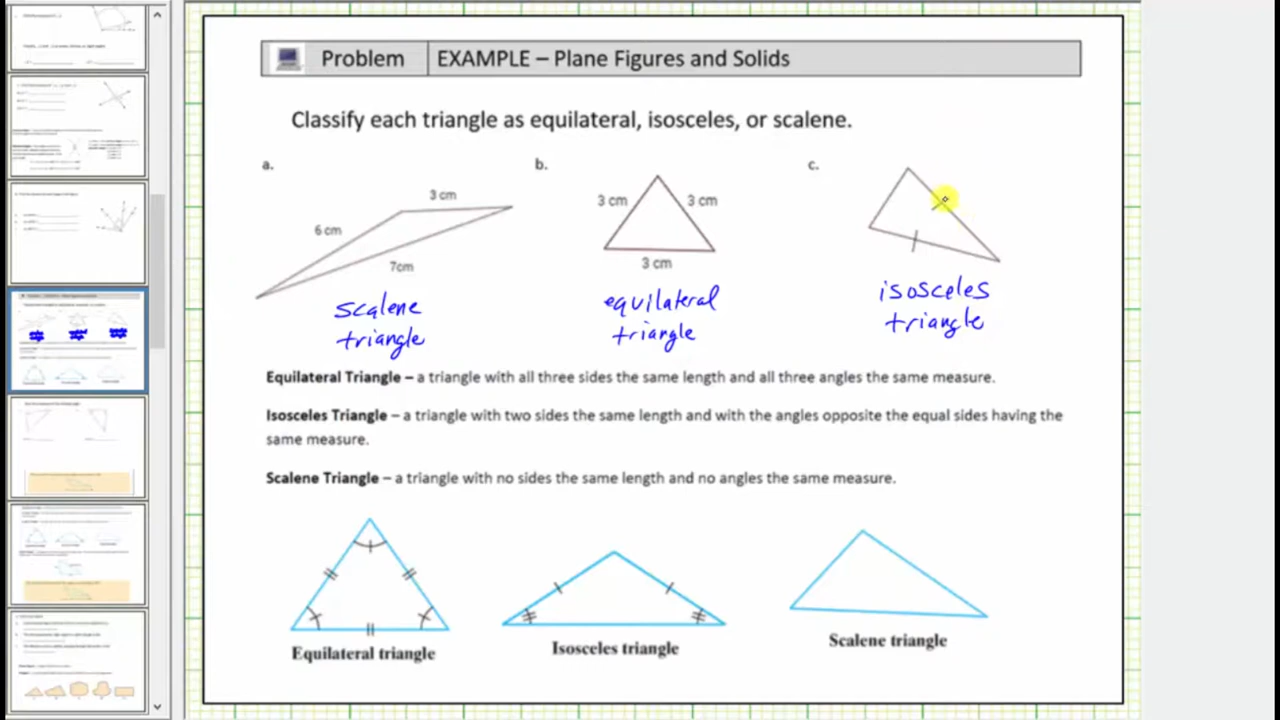 Problem EXAMPLE – Plane Figures and Solids
Classify each triangle as equilateral, isosceles, or scalene.
a. b. c.
3 cm
6 cm
7cm
3 cm 3 cm
3 cm
scalene
triangle
equilateral
triangle
isosceles
triangle
Equilateral Triangle – a triangle with all three sides the same length and all three angles the same measure.
Isosceles Triangle – a triangle with two sides the same length and with the angles opposite the equal sides having the
same measure.
Scalene Triangle – a triangle with no sides the same length and no angles the same measure.
Equilateral triangle
Isosceles triangle
Scalene triangle